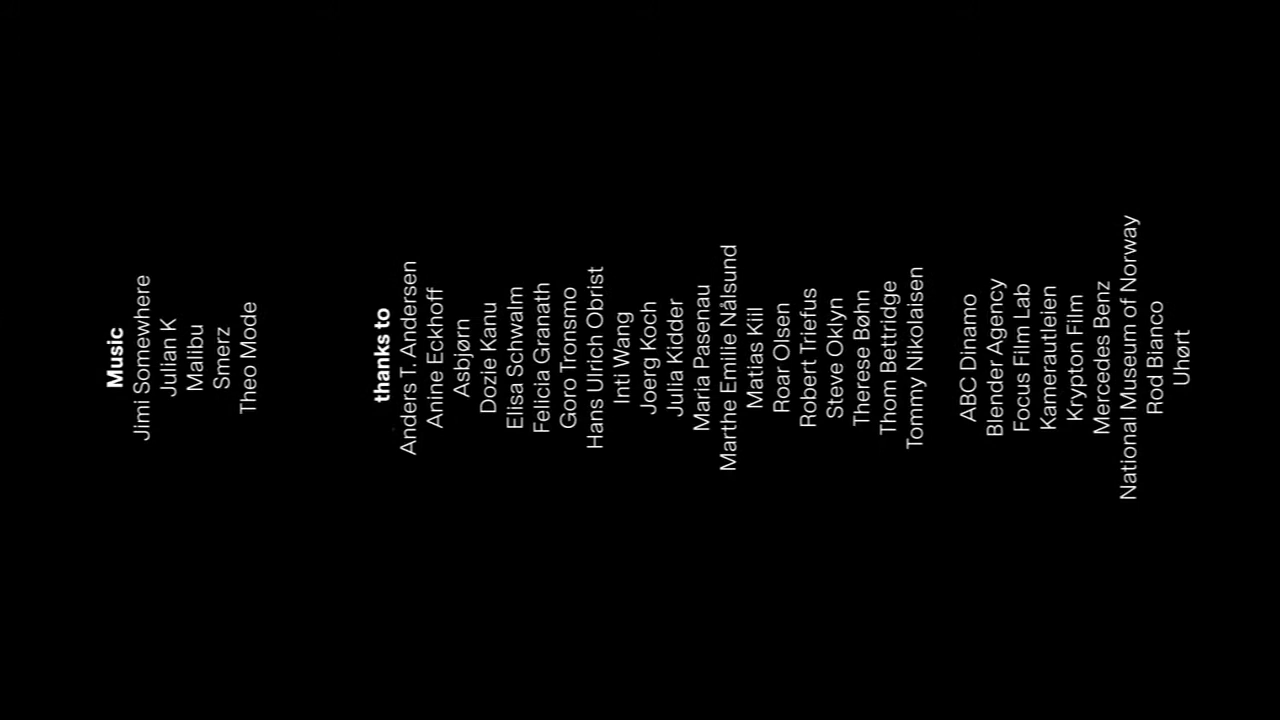 Music
Jimi Somewhere
Julian K
Malibu
Smerz
Theo Mode
thanks to
Anders T. Andersen
Anine Eckhoff
Asbjørn
Dozie Kanu
Elisa Schwalm
Felicia Granath
Goro Tronsmo
Hans Ulrich Obrist
Inti Wang
Joerg Koch
Julia Kidder
Maria Pasenau
Marthe Emilie Nålsund
Matias Kiil
Roar Olsen
Robert Triefus
Steve Oklyn
Therese Bøhn
Thom Bettridge
Tommy Nikolaisen
ABC Dinamo
Blender Agency
Focus Film Lab
Kamerautleien
Krypton Film
Mercedes Benz
National Museum of Norway
Rod Bianco
Uhørt